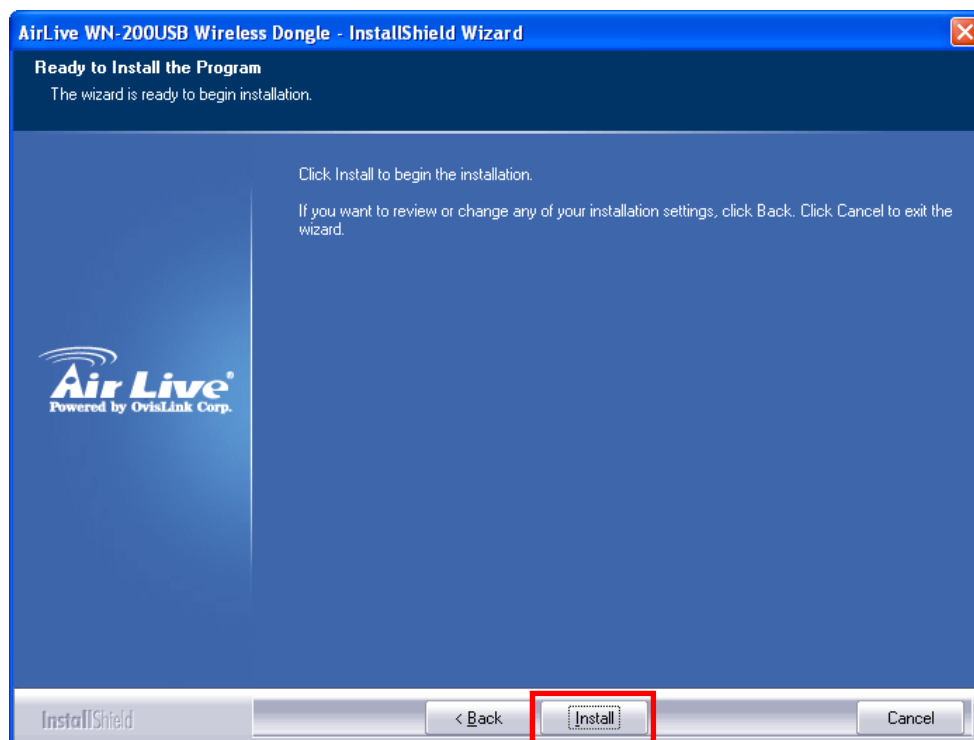 AirLive WN-200USB Wireless Dongle - InstallShield Wizard
Ready to Install the Program
The wizard is ready to begin installation.
Click Install to begin the installation.
If you want to review or change any of your installation settings, click Back. Click Cancel to exit the
wizard.
Air Live®
Powered by OvisLink Corp.
InstallShield
< Back
Install
Cancel